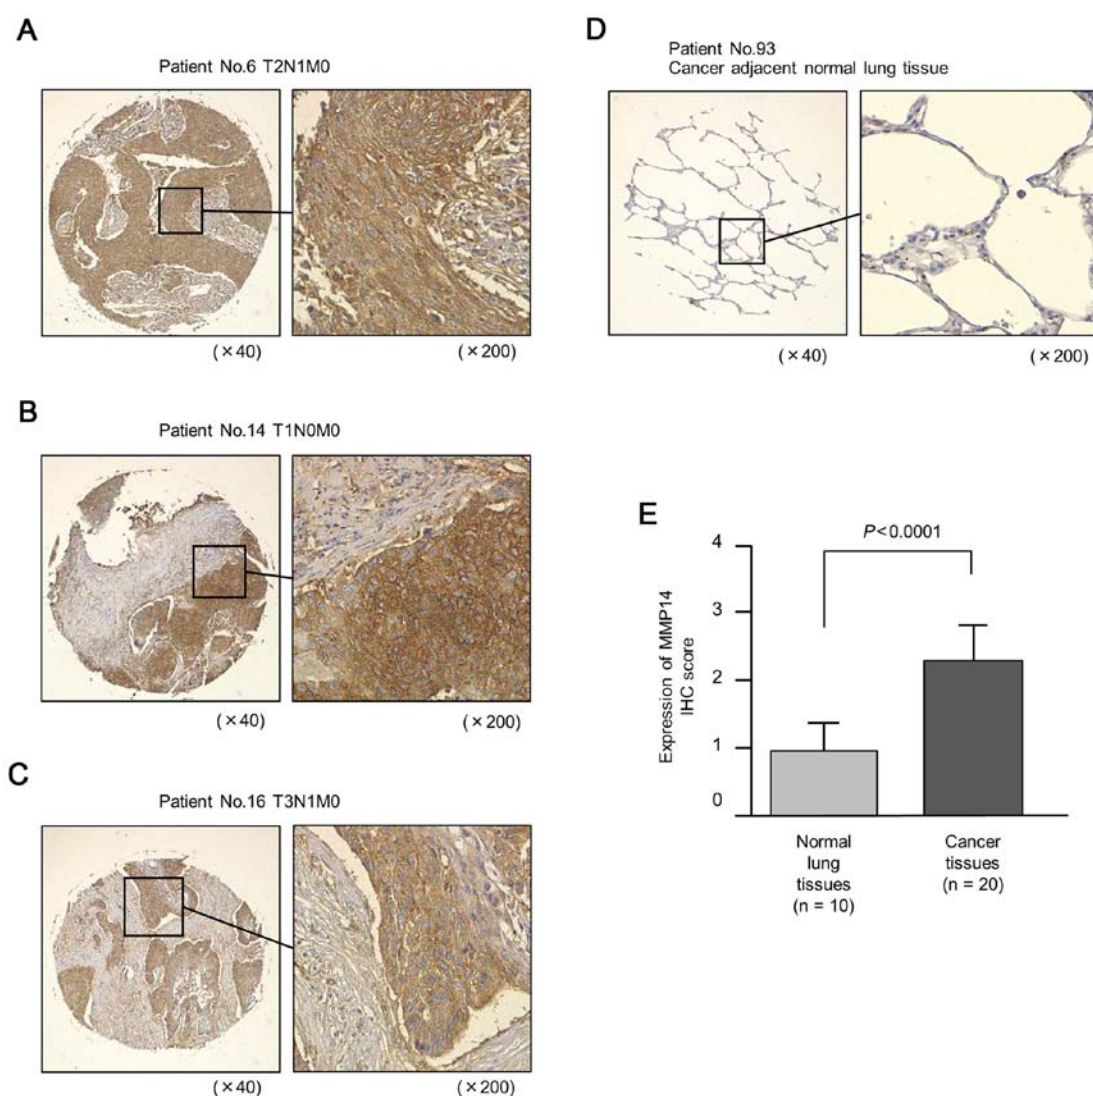 A
Patient No.6 T2N1M0
(×40)
(×200)
B
Patient No.14 T1N0M0
(×40)
(×200)
C
Patient No.16 T3N1M0
(×40)
(×200)
D
Patient No.93
Cancer adjacent normal lung tissue
(×40)
(×200)
E
P<0.0001
Expression of MMP14
IHC score
4
3
2
1
0
Normal
lung
tissues
(n = 10)
Cancer
tissues
(n = 20)